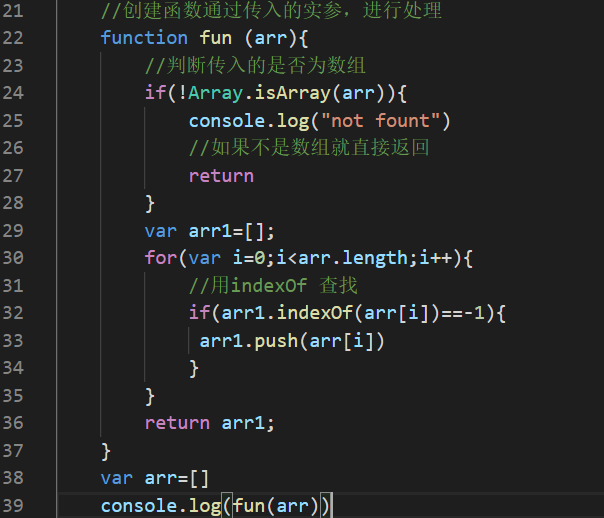 21 //创建函数通过传入的实参，进行处理
22 function fun (arr){
23 //判断传入的是否为数组
24 if(!Array.isArray(arr)){
25 console.log("not fount")
26 //如果不是数组就直接返回
27 return
28 }
29 var arr1=[];
30 for(var i=0;i<arr.length;i++){
31 //用indexOf 查找
32 if(arr1.indexOf(arr[i])==-1){
33 arr1.push(arr[i])
34 }
35 }
36 return arr1;
37 }
38 var arr=[]
39 console.log(fun(arr))